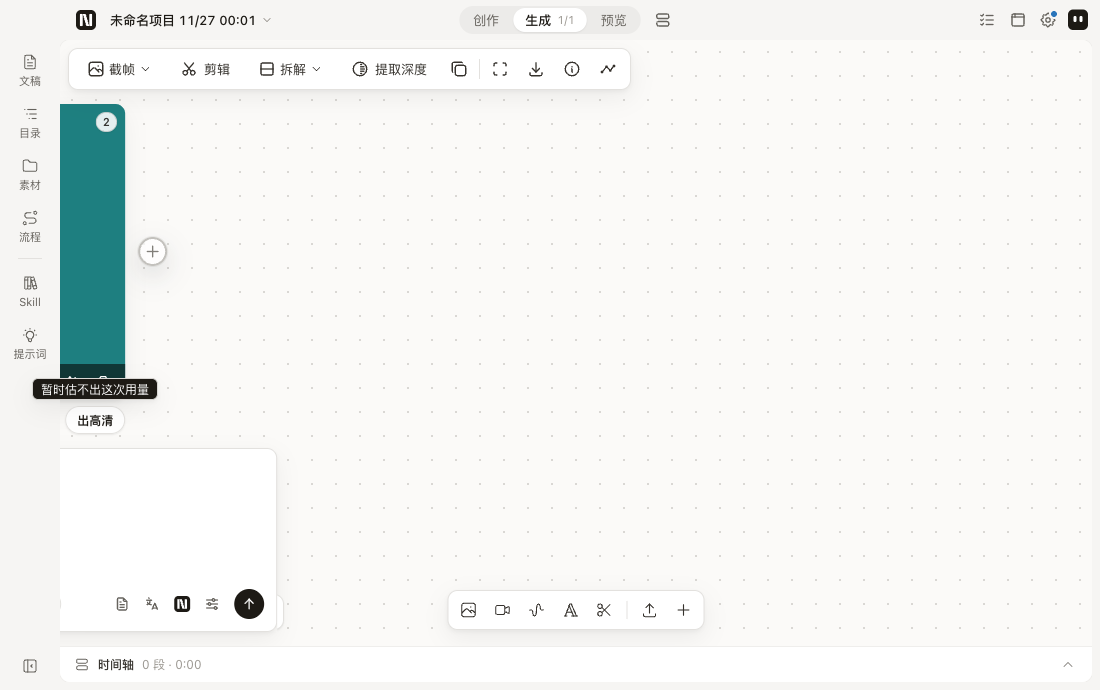 未命名项目 11/27 00:01
创作
生成 1/1
预览
文稿
目录
素材
流程
Skill
提示词
截帧
剪辑
拆解
提取深度
2
暂时估不出这次用量
出高清
时间轴 0 段 · 0:00